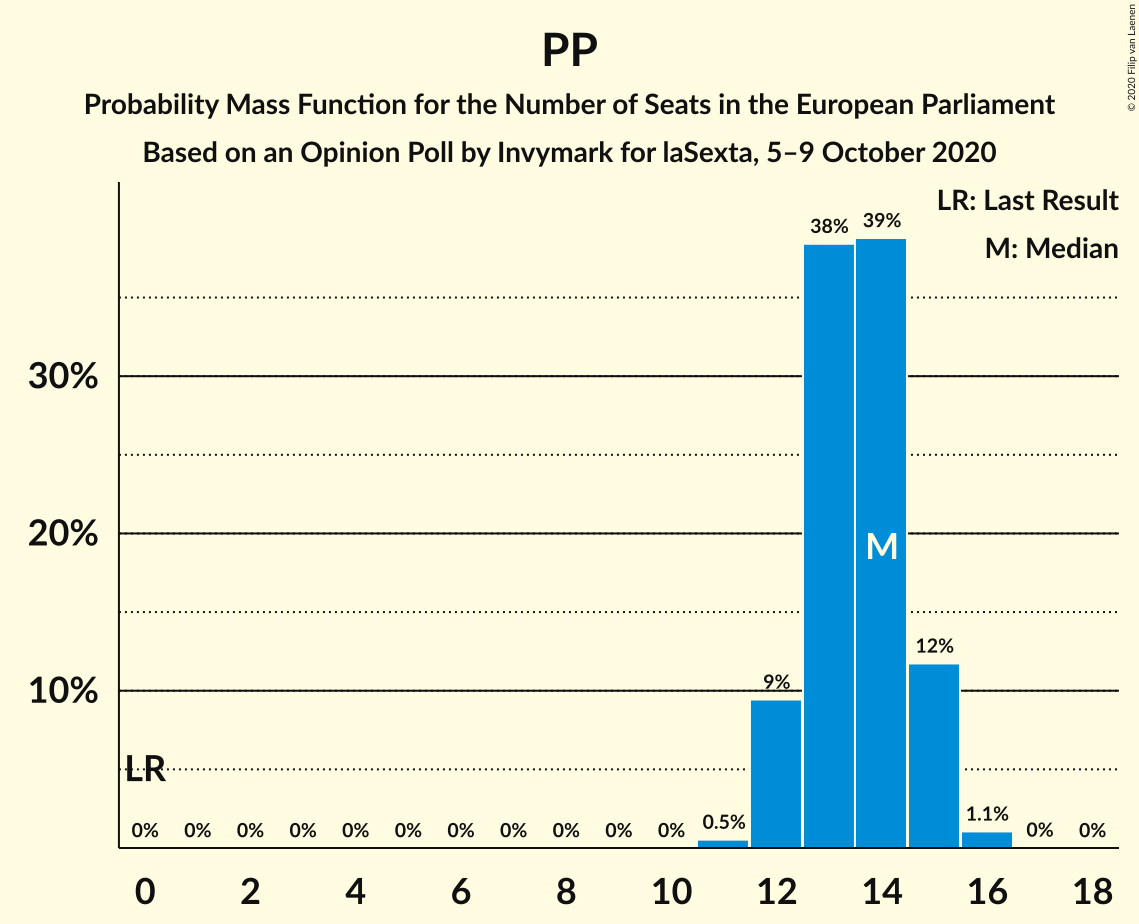 © 2020 Filip van Laenen
PP
Probability Mass Function for the Number of Seats in the European Parliament
Based on an Opinion Poll by Invymark for laSexta, 5–9 October 2020
LR: Last Result
M: Median
38% 39%
30%
20%
M
12%
10%
9%
LR
0% 0% 0% 0% 0% 0% 0% 0% 0% 0% 0% 0.5% 1.1% 0% 0%
0 2 4 6 8 10 12 14 16 18